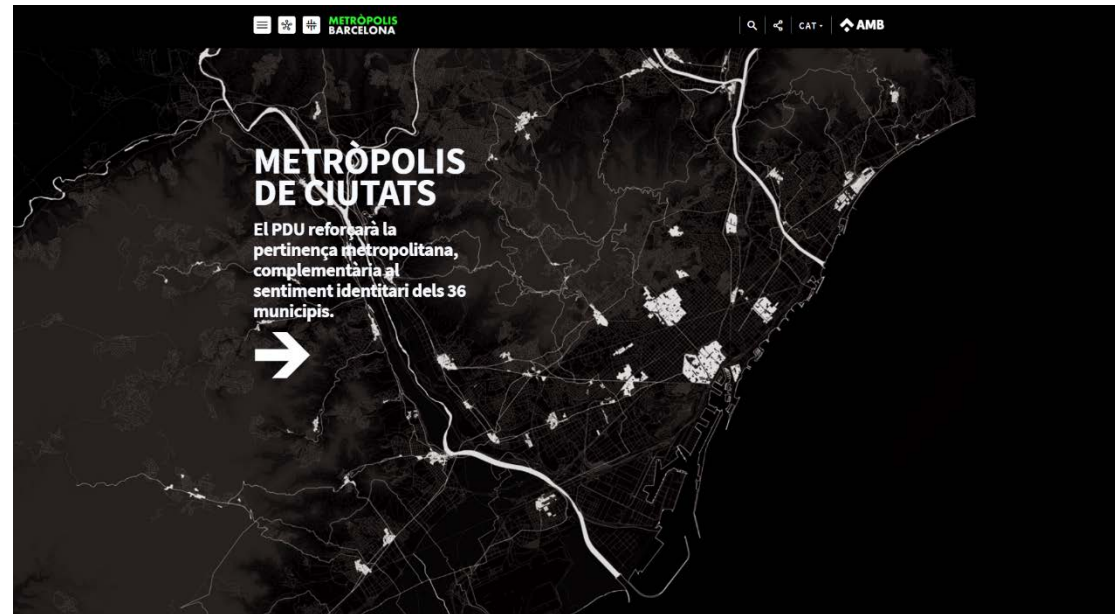 METRÒPOLIS
BARCELONA
CAT
AMB
METRÒPOLIS
DE CIUTATS
El PDU reforçarà la
pertinença metropolitana,
complementària al
sentiment identitari dels 36
municipis.